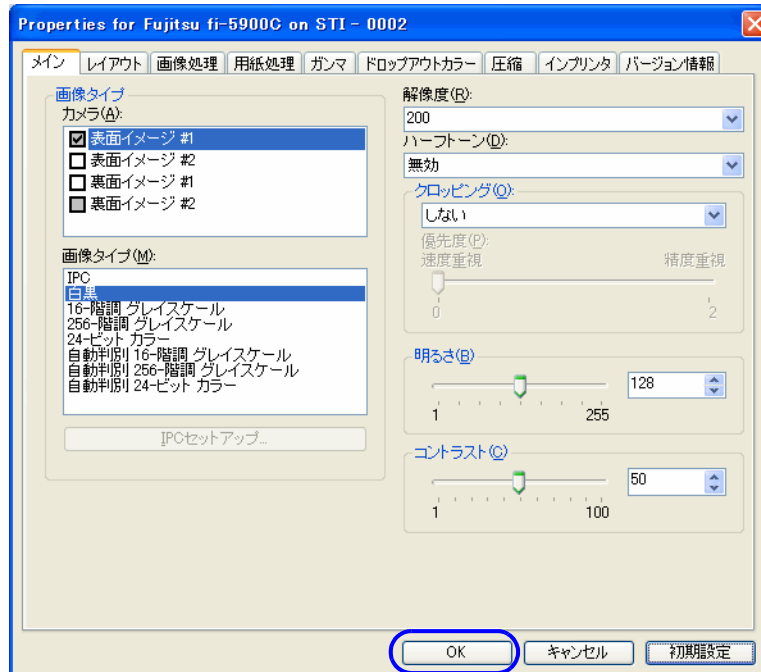 Properties for Fujitsu fi-5900C on STI - 0002
メイン レイアウト 画像処理 用紙処理 ガンマ ドロップアウトカラー 圧縮 インプリンタ バージョン情報
画像タイプ
カメラ(A):
表面イメージ #1
表面イメージ #2
裏面イメージ #1
裏面イメージ #2
画像タイプ(M):
IPC
白黒
16-階調 グレイスケール
256-階調 グレイスケール
24-ビット カラー
自動判別 16-階調 グレイスケール
自動判別 256-階調 グレイスケール
自動判別 24-ビット カラー
IPCセットアップ...
解像度(R):
200
ハーフトーン(D):
無効
クロッピング(O):
しない
優先度(P):
速度重視 精度重視
0 2
明るさ(B)
128
1 255
コントラスト(C)
50
1 100
OK キャンセル 初期設定